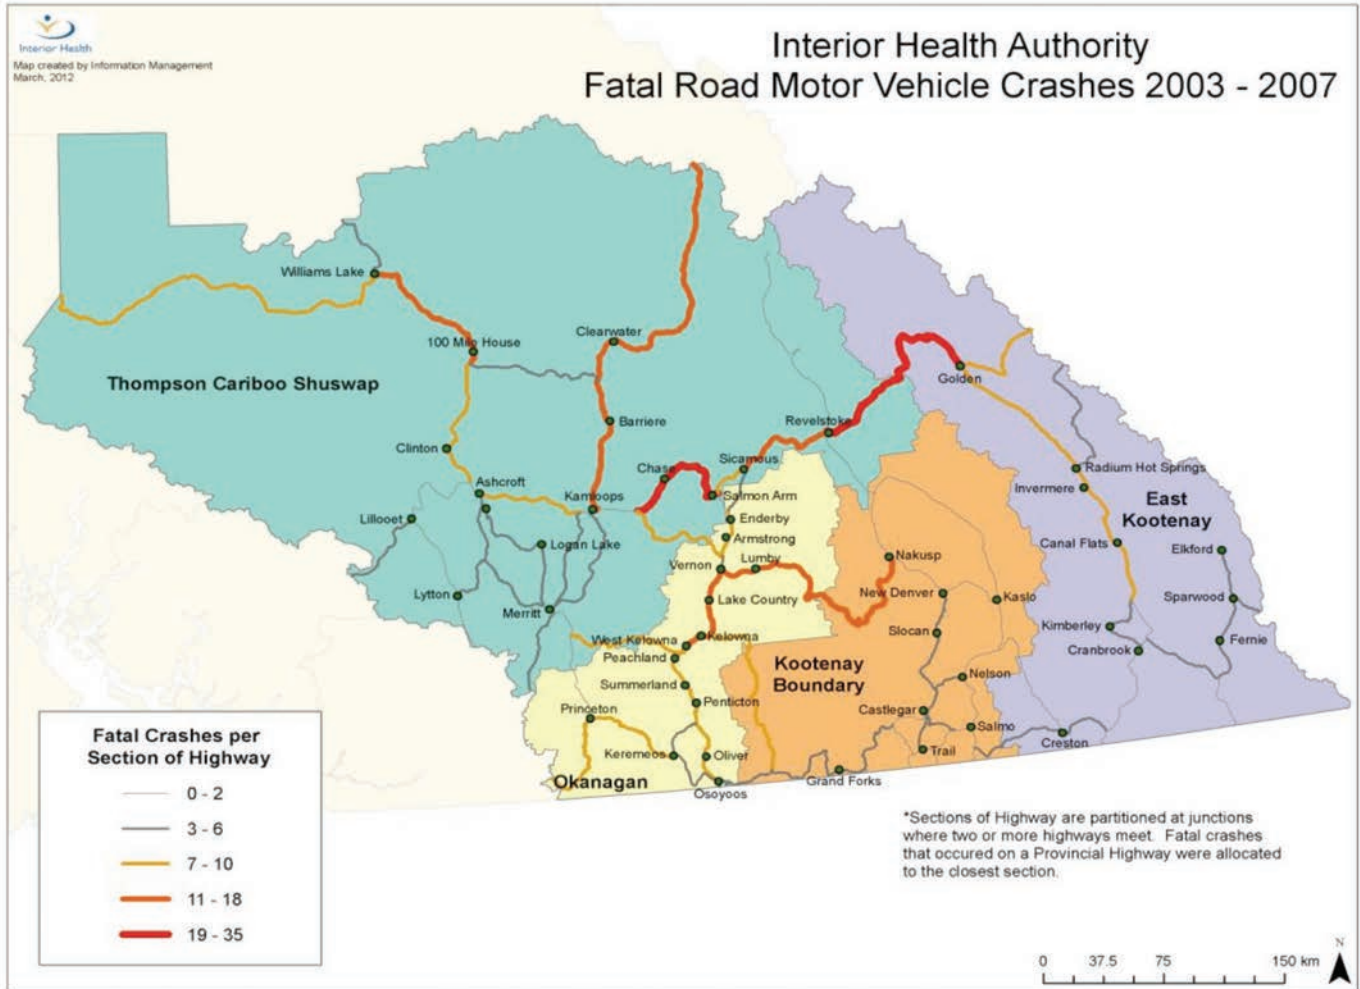 Interior Health
Map created by Information Management
March, 2012
Interior Health Authority
Fatal Road Motor Vehicle Crashes 2003 - 2007
Williams Lake
100 Mile House
Clearwater
Thompson Cariboo Shuswap
Golden
Barriere
Revelstoke
Clinton
Sicamous
Chase
Radium Hot Springs
Ashcroft
Kamloops
Salmon Arm
Invermere
East
Kootenay
Lillooet
Enderby
Armstrong
Logan Lake
Canal Flats
Elkford
Vernon
Lumby
Nakusp
Lytton
Lake Country
New Denver
Kaslo
Sparwood
Merritt
Kimberley
West Kelowna
Kelowna
Slocan
Fernie
Cranbrook
Peachland
Kootenay
Boundary
Summerland
Nelson
Penticton
Princeton
Castlegar
Salmo
Creston
Keremeos
Oliver
Trail
Okanagan
Osoyoos
Grand Forks
Fatal Crashes per
Section of Highway
0 - 2
3 - 6
7 - 10
11 - 18
19 - 35
*Sections of Highway are partitioned at junctions
where two or more highways meet. Fatal crashes
that occured on a Provincial Highway were allocated
to the closest section.
N
0 37.5 75 150 km